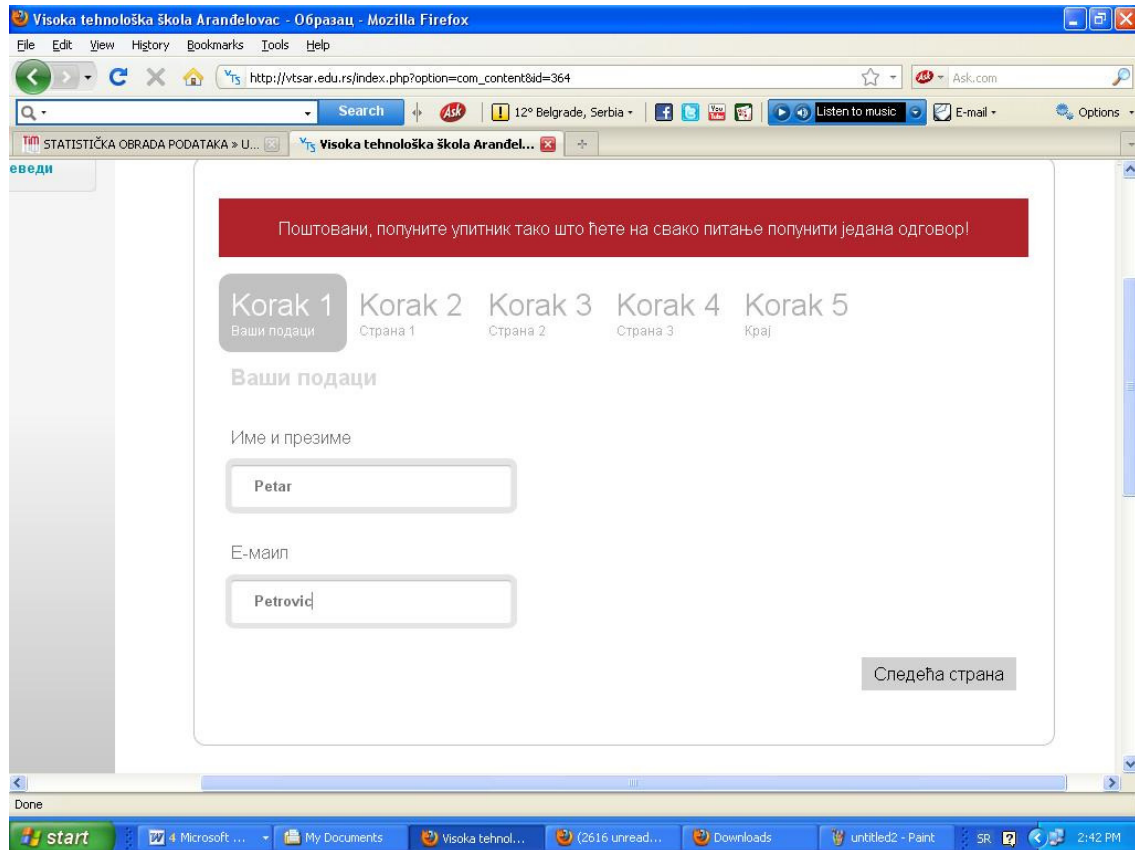 Visoka tehnološka škola Aranđelovac - Образац - Mozilla Firefox
File Edit View History Bookmarks Tools Help
http://vtsar.edu.rs/index.php?option=com_content&id=364
Ask.com
Search Ask 12° Belgrade, Serbia Listen to music E-mail Options
STATISTIČKA OBRADA PODATAKA » U... Visoka tehnološka škola Aranđel...
еведи
Поштовани, попуните упитник тако што ћете на свако питање попунити једана одговор!
Korak 1 Korak 2 Korak 3 Korak 4 Korak 5
Ваши подаци Страна 1 Страна 2 Страна 3 Крај
Ваши подаци
Име и презиме
Petar
Е-маил
Petrovic
Следећа страна
Done
start 4 Microsoft ... My Documents Visoka tehnol... (2616 unread... Downloads untitled2 - Paint SR 2:42 PM